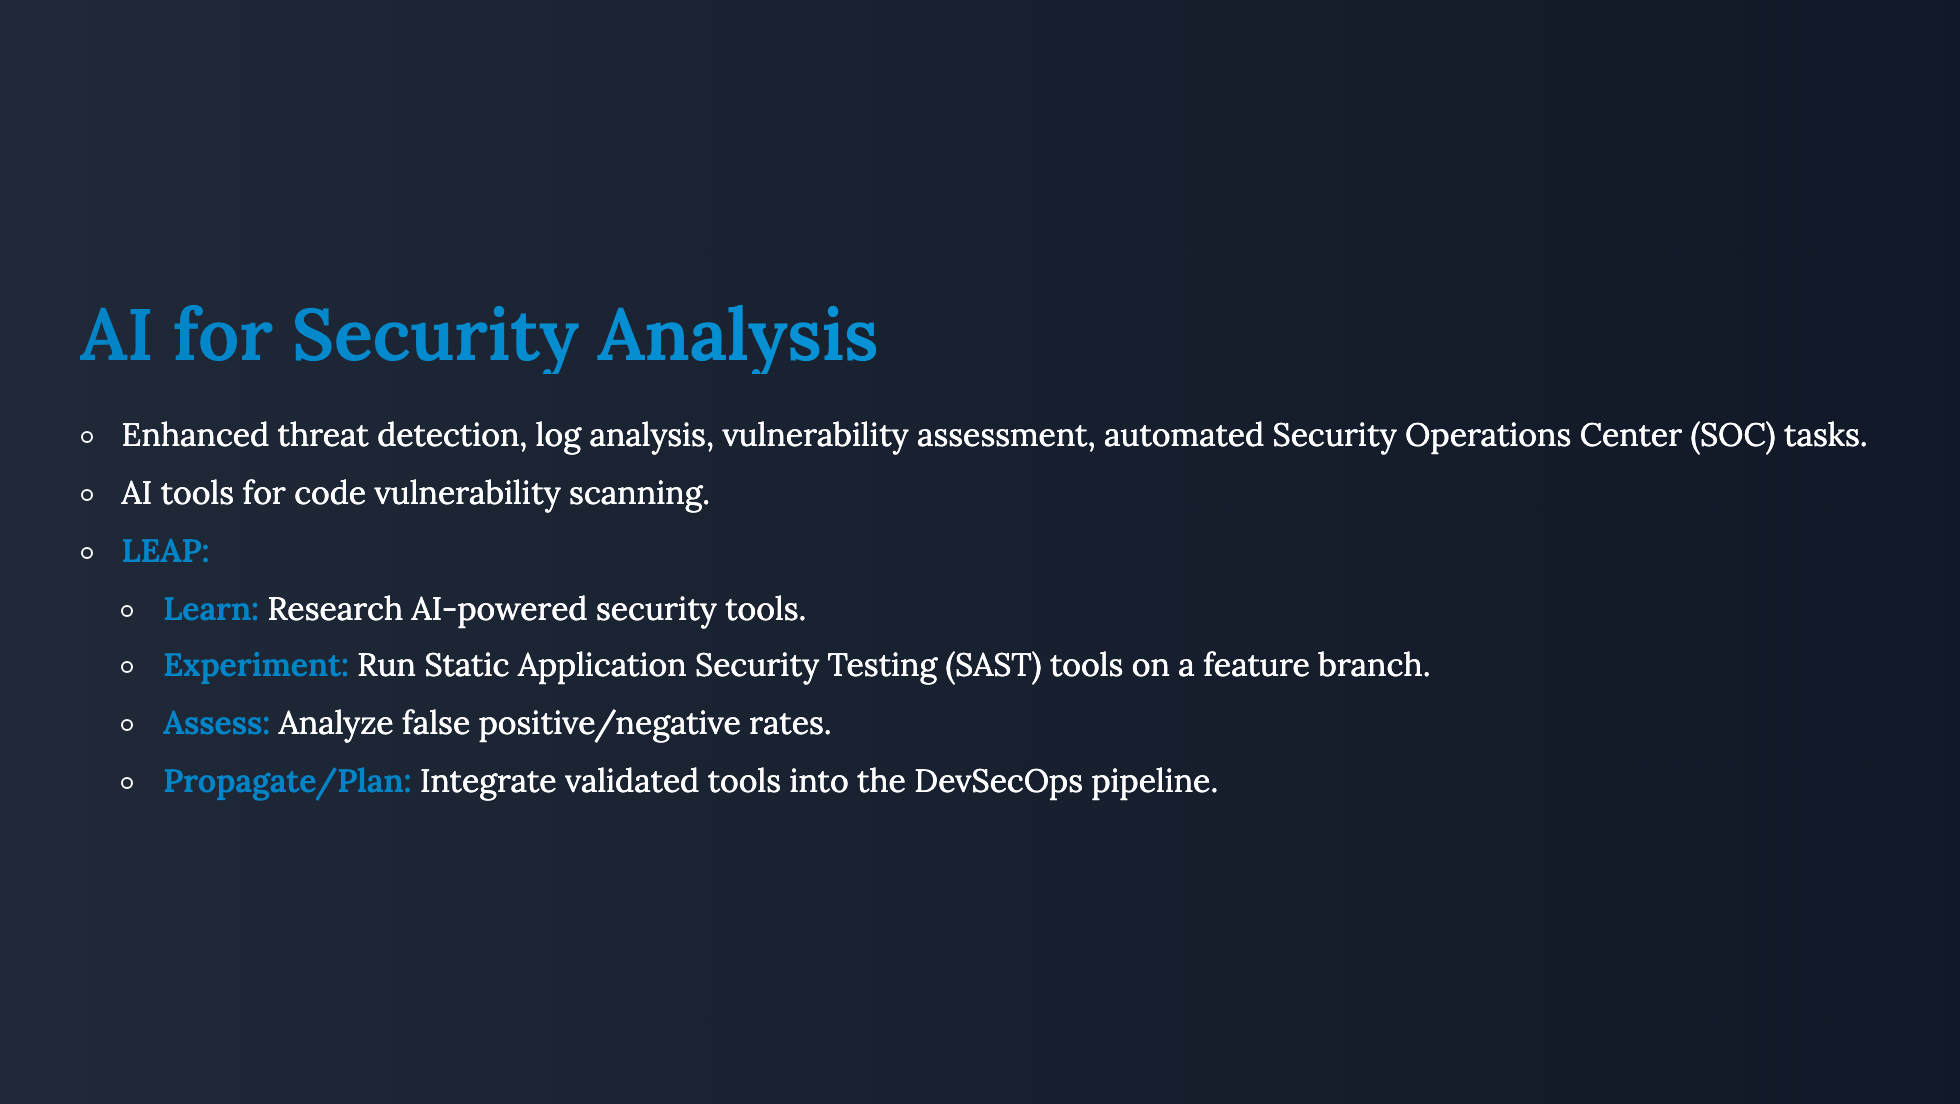 AI for Security Analysis
Enhanced threat detection, log analysis, vulnerability assessment, automated Security Operations Center (SOC) tasks.
AI tools for code vulnerability scanning.
LEAP:
Learn: Research AI-powered security tools.
Experiment: Run Static Application Security Testing (SAST) tools on a feature branch.
Assess: Analyze false positive/negative rates.
Propagate/Plan: Integrate validated tools into the DevSecOps pipeline.